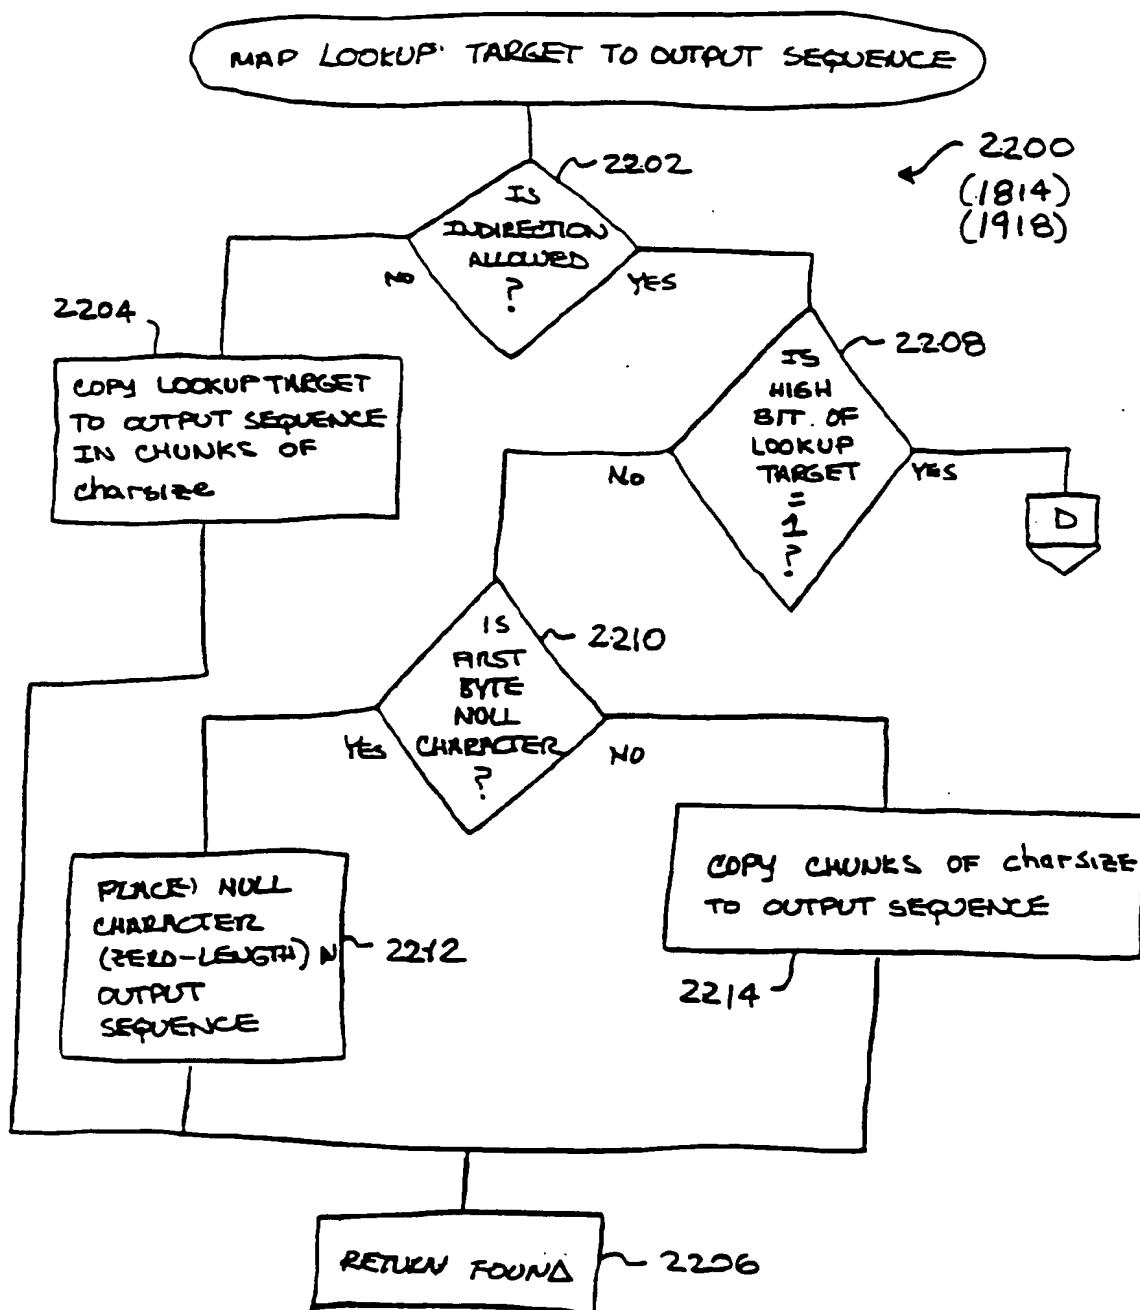 MAP LOOKUP TARGET TO OUTPUT SEQUENCE
2202
2200
(1814)
(1918)
IS
INDIRECTION
ALLOWED
?
NO
YES
2204
COPY LOOKUP TARGET
TO OUTPUT SEQUENCE
IN CHUNKS OF
charsize
2208
IS
HIGH
BIT OF
LOOKUP
TARGET
=
1
?
NO
YES
D
2210
IS
FIRST
BYTE
NULL
CHARACTER
?
YES
NO
PLACE NULL
CHARACTER
(ZERO-LENGTH) IN
OUTPUT
SEQUENCE
2212
COPY CHUNKS OF charsize
TO OUTPUT SEQUENCE
2214
RETURN FOUND
2206